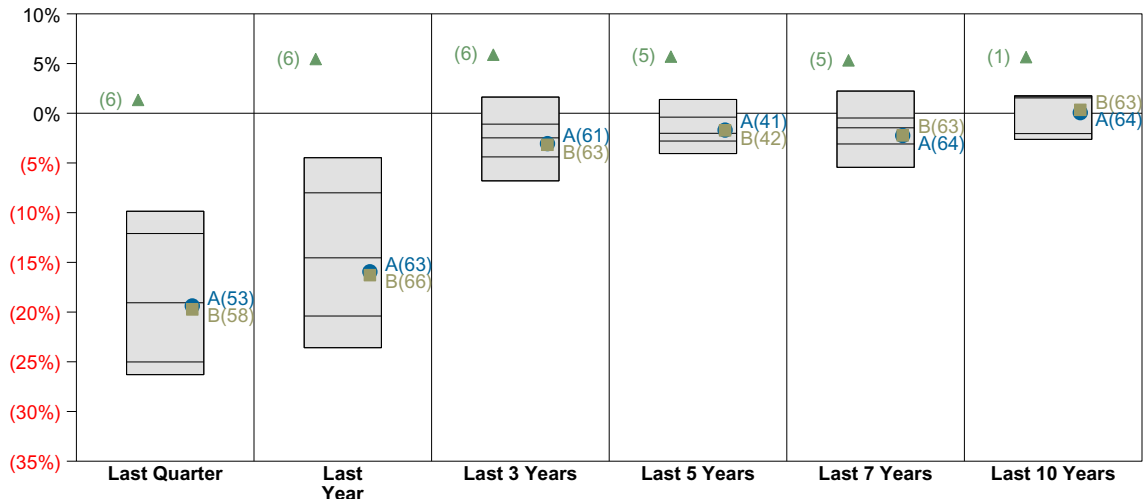 10%
5%
0%
(5%)
(10%)
(15%)
(20%)
(25%)
(30%)
(35%)
(6)
A(53)
B(58)
(6)
A(63)
B(66)
(6)
A(61)
B(63)
(5)
A(41)
B(42)
(5)
B(63)
A(64)
(1)
B(63)
A(64)
Last Quarter
Last
Year
Last 3 Years
Last 5 Years
Last 7 Years
Last 10 Years